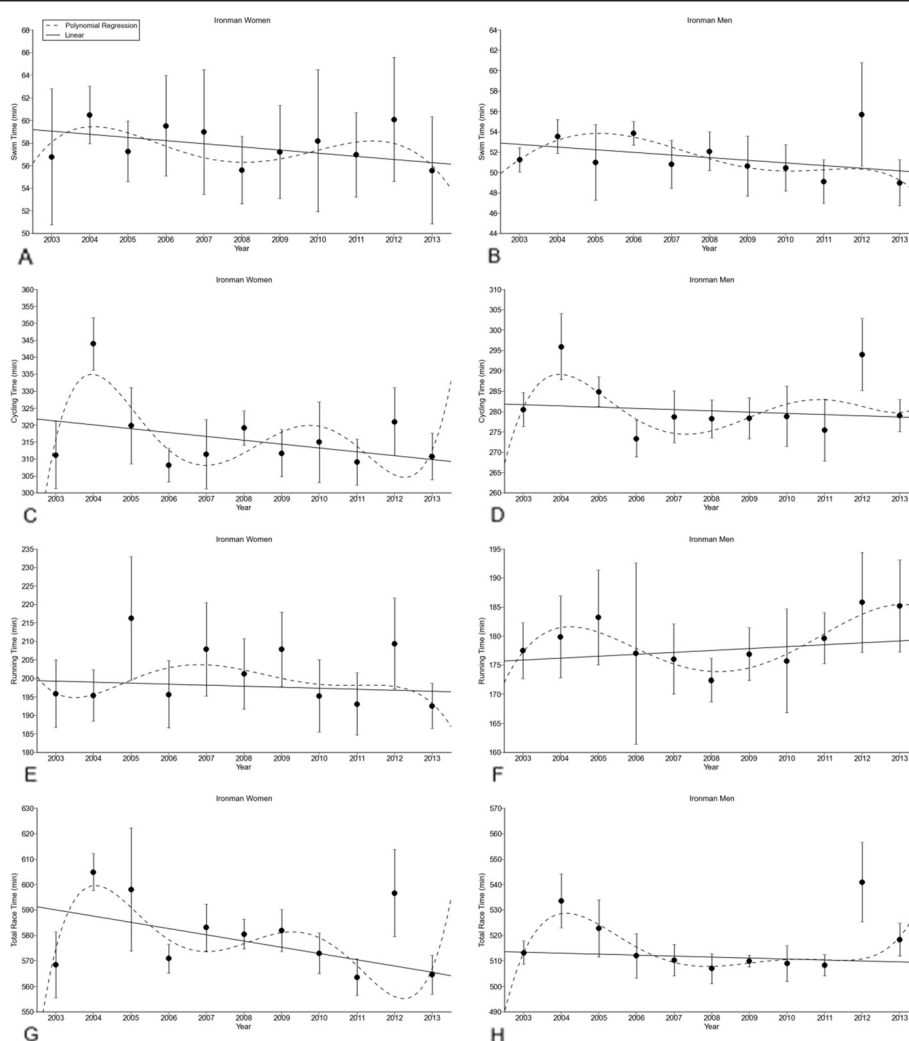 Ironman Women
Polynomial Regression
Linear
Swim Time (min)
68
66
64
62
60
58
56
54
52
50
2003 2004 2005 2006 2007 2008 2009 2010 2011 2012 2013
Year
A
Ironman Men
Swim Time (min)
64
62
60
58
56
54
52
50
48
46
44
2003 2004 2005 2006 2007 2008 2009 2010 2011 2012 2013
Year
B
Ironman Women
Cycling Time (min)
360
355
350
345
340
335
330
325
320
315
310
305
300
2003 2004 2005 2006 2007 2008 2009 2010 2011 2012 2013
Year
C
Ironman Men
Cycling Time (min)
310
305
300
295
290
285
280
275
270
265
260
2003 2004 2005 2006 2007 2008 2009 2010 2011 2012 2013
Year
D
Ironman Women
Running Time (min)
235
230
225
220
215
210
205
200
195
190
185
180
2003 2004 2005 2006 2007 2008 2009 2010 2011 2012 2013
Year
E
Ironman Men
Running Time (min)
195
190
185
180
175
170
165
160
2003 2004 2005 2006 2007 2008 2009 2010 2011 2012 2013
Year
F
Ironman Women
Total Race Time (min)
630
620
610
600
590
580
570
560
550
2003 2004 2005 2006 2007 2008 2009 2010 2011 2012 2013
Year
G
Ironman Men
Total Race Time (min)
570
560
550
540
530
520
510
500
490
2003 2004 2005 2006 2007 2008 2009 2010 2011 2012 2013
Year
H